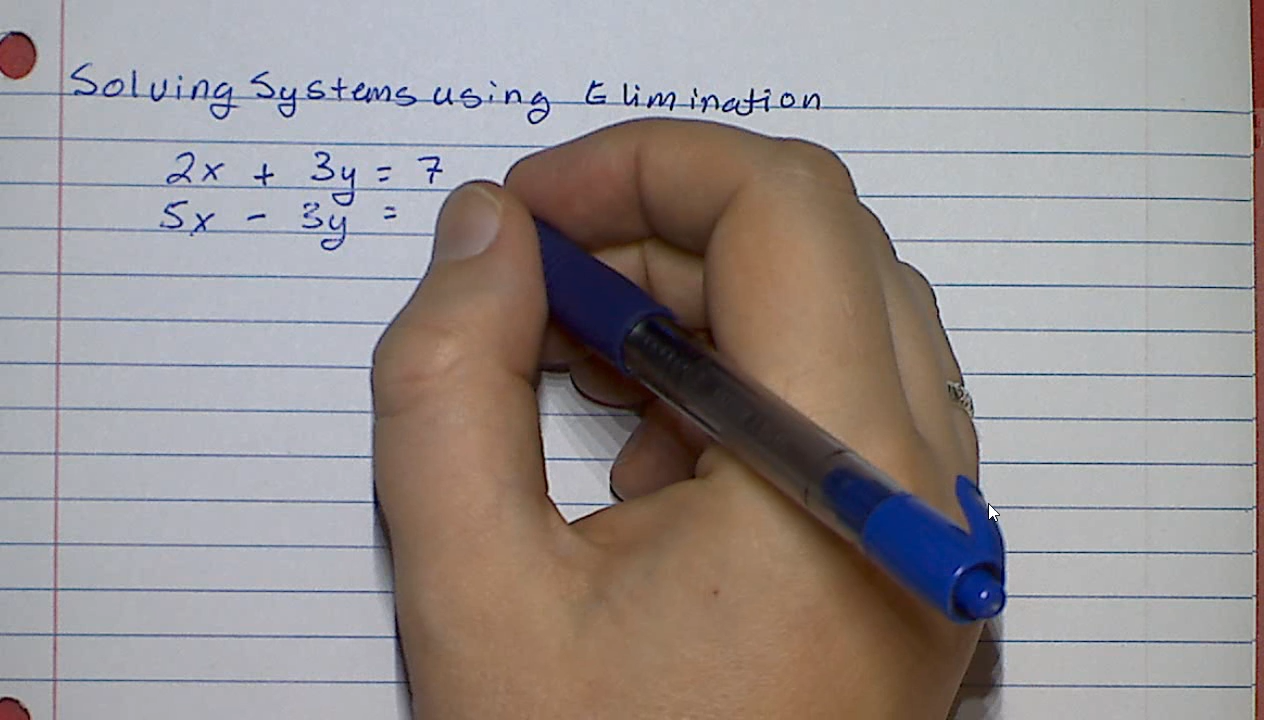 Solving Systems using Elimination
2x + 3y = 7
5x - 3y =